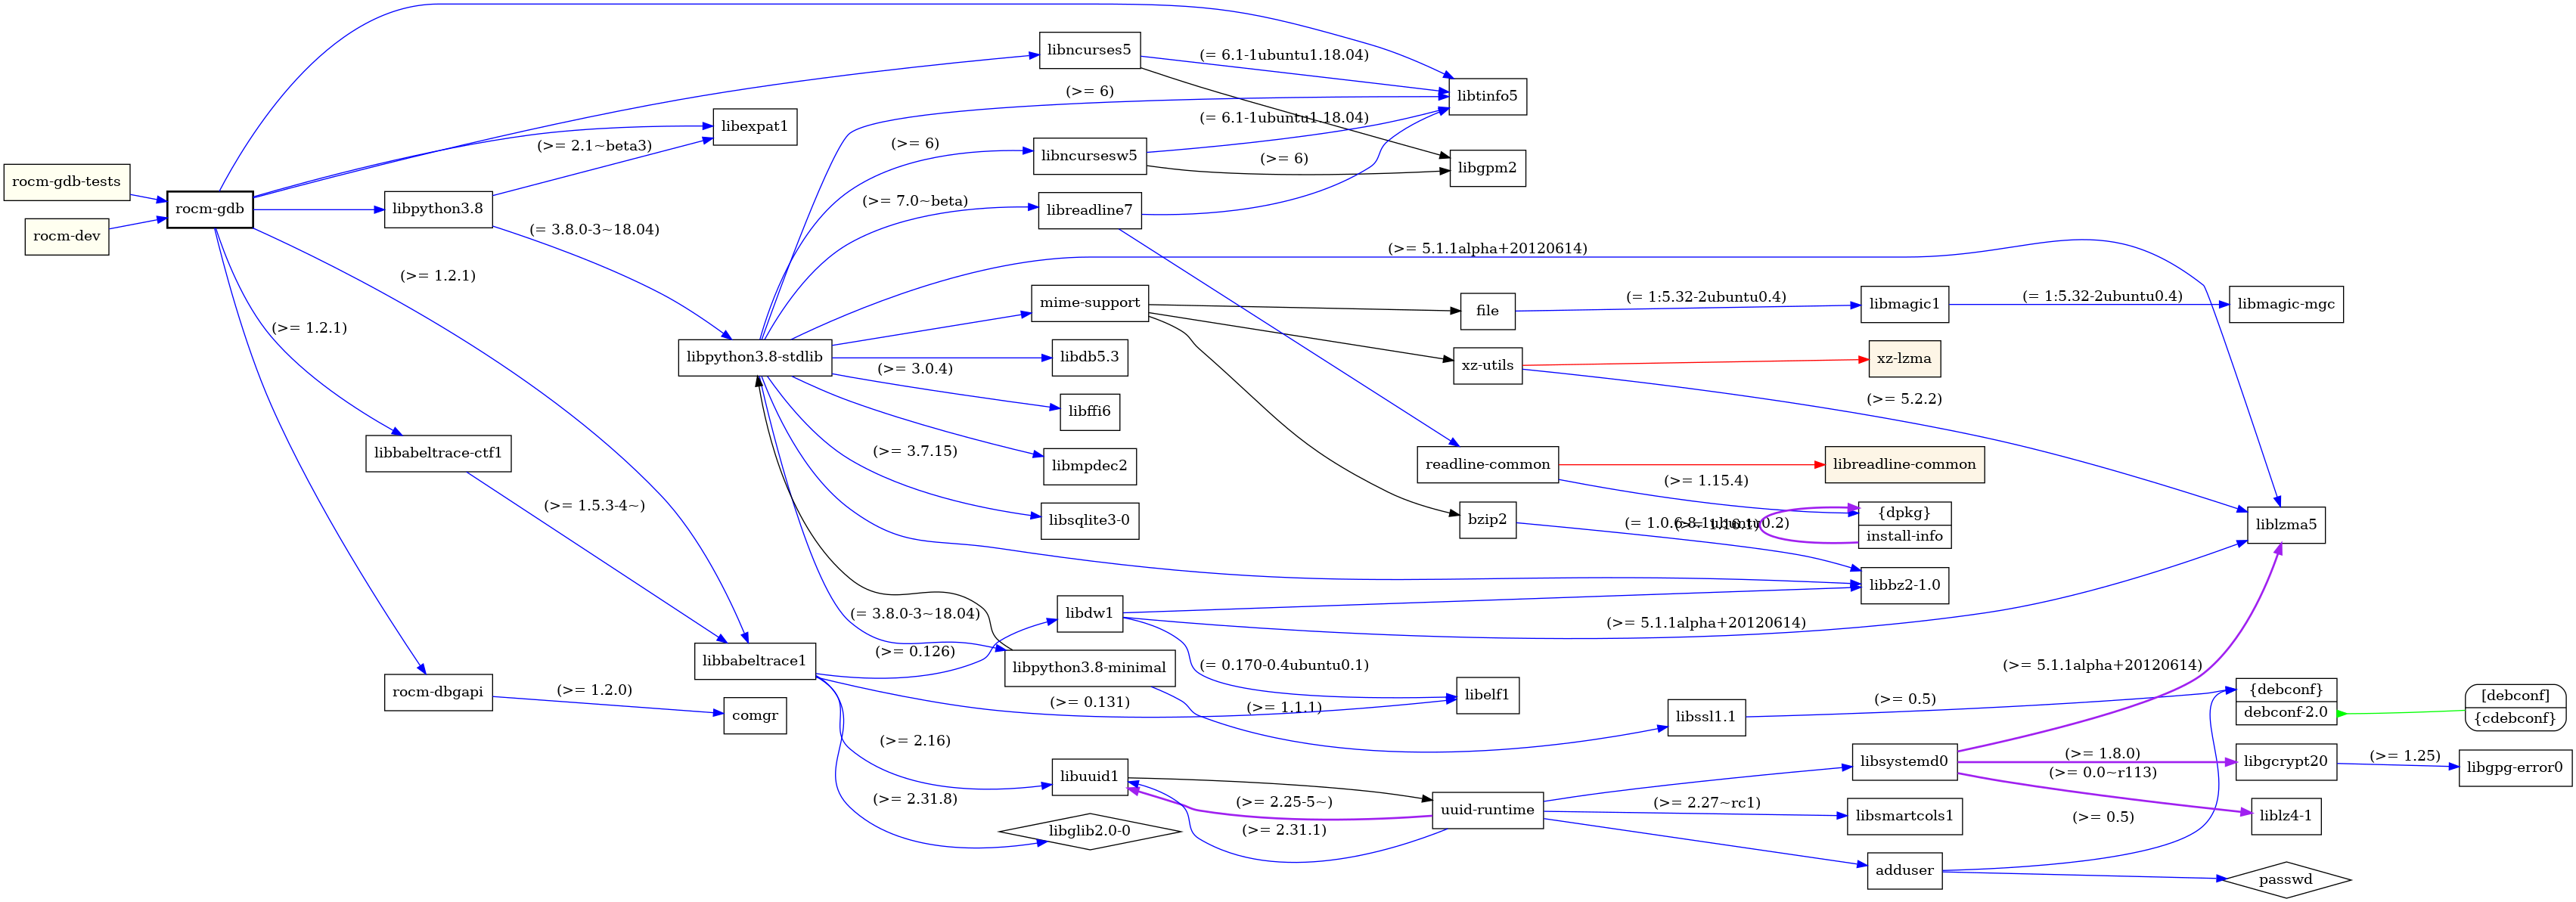 libncurses5
(= 6.1-1ubuntu1.18.04)
(>= 6)
libtinfo5
libexpat1
(>= 2.1~beta3)
(>= 6)
libncursesw5
(= 6.1-1ubuntu1.18.04)
(>= 6)
libgpm2
rocm-gdb-tests
rocm-dev
rocm-gdb
libpython3.8
(= 3.8.0-3~18.04)
(>= 7.0~beta)
libreadline7
(>= 5.1.1alpha+20120614)
(>= 1.2.1)
(>= 1.2.1)
mime-support
file
(= 1:5.32-2ubuntu0.4)
libmagic1
(= 1:5.32-2ubuntu0.4)
libmagic-mgc
libpython3.8-stdlib
libdb5.3
xz-utils
xz-lzma
(>= 3.0.4)
libffi6
(>= 5.2.2)
libbabeltrace-ctf1
(>= 3.7.15)
libmpdec2
readline-common
libreadline-common
(>= 1.15.4)
(>= 1.5.3-4~)
libsqlite3-0
bzip2
(= 1.0.6-8.1ubuntu0.2)
(>= 1.16.1)
{dpkg}
install-info
liblzma5
libbz2-1.0
(= 3.8.0-3~18.04)
libdw1
(>= 5.1.1alpha+20120614)
libbabeltrace1
(>= 0.126)
libpython3.8-minimal
(= 0.170-0.4ubuntu0.1)
(>= 5.1.1alpha+20120614)
rocm-dbgapi
(>= 1.2.0)
comgr
(>= 0.131)
(>= 1.1.1)
libelf1
libssl1.1
(>= 0.5)
{debconf}
debconf-2.0
[debconf]
{cdebconf}
(>= 2.16)
libuuid1
(>= 2.31.8)
libglib2.0-0
(>= 2.25-5~)
(>= 2.31.1)
uuid-runtime
(>= 2.27~rc1)
libsystemd0
(>= 1.8.0)
(>= 0.0~r113)
libgcrypt20
(>= 1.25)
libgpg-error0
libsmartcols1
liblz4-1
(>= 0.5)
adduser
passwd